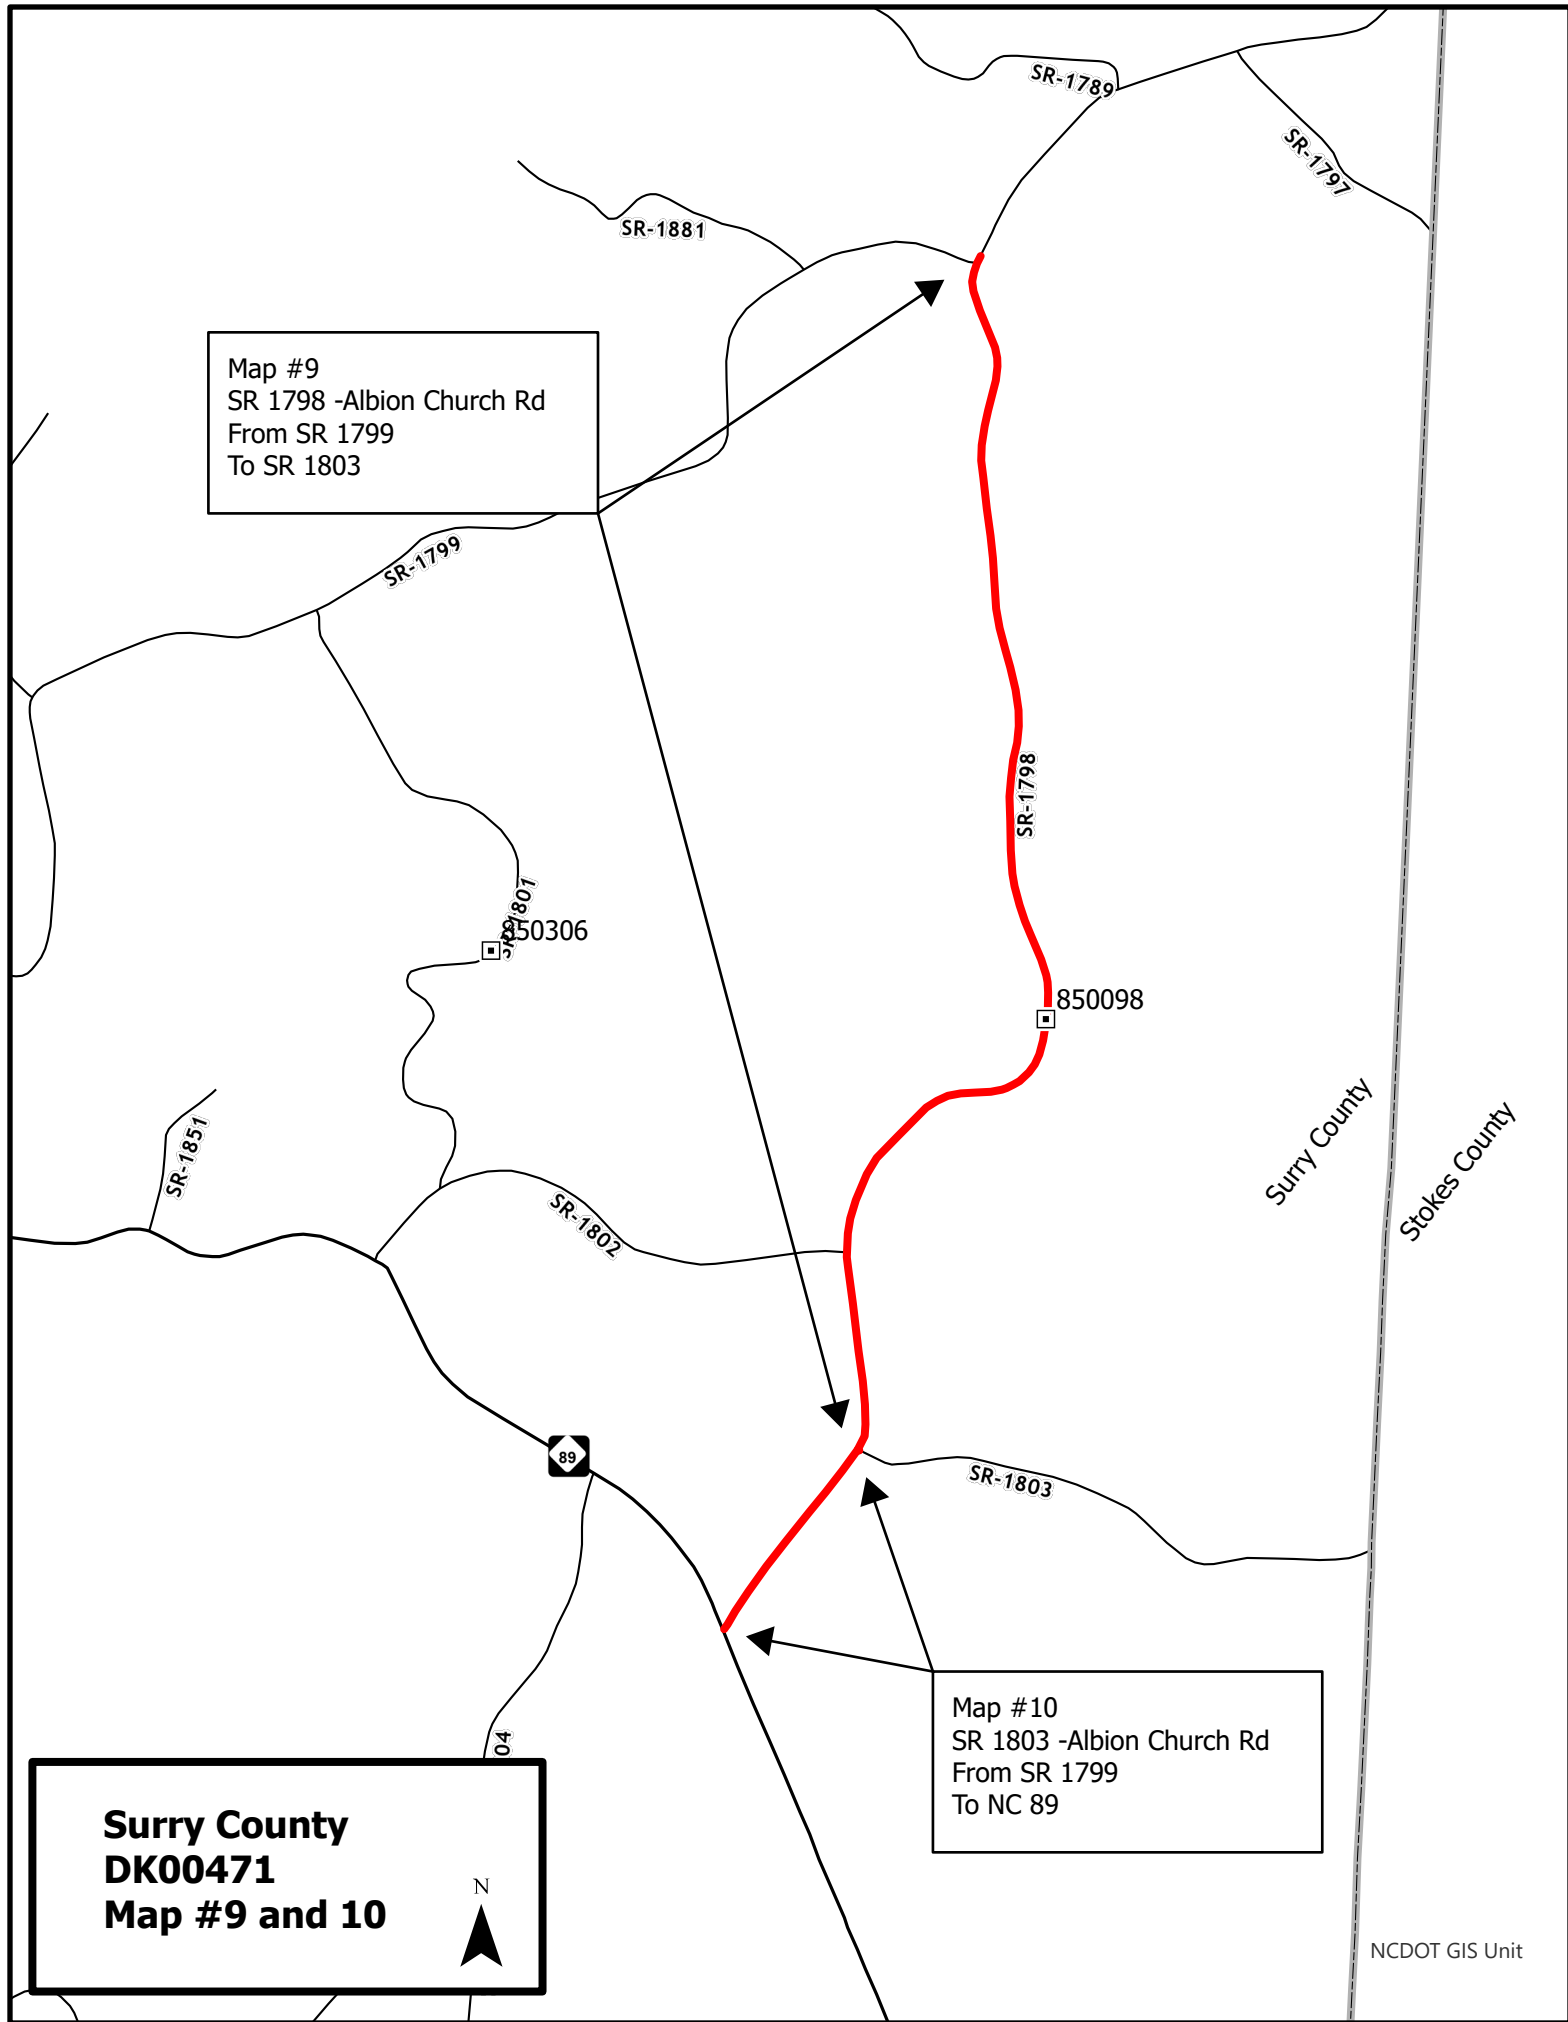 SR-1789
SR-1797
SR-1881
Map #9
SR 1798 -Albion Church Rd
From SR 1799
To SR 1803
SR-1799
SR-1798
SR-1801
850306
850098
Surry County
Stokes County
SR-1851
SR-1802
89
SR-1803
Map #10
SR 1803 -Albion Church Rd
From SR 1799
To NC 89
04
Surry County
DK00471
Map #9 and 10
N
NCDOT GIS Unit